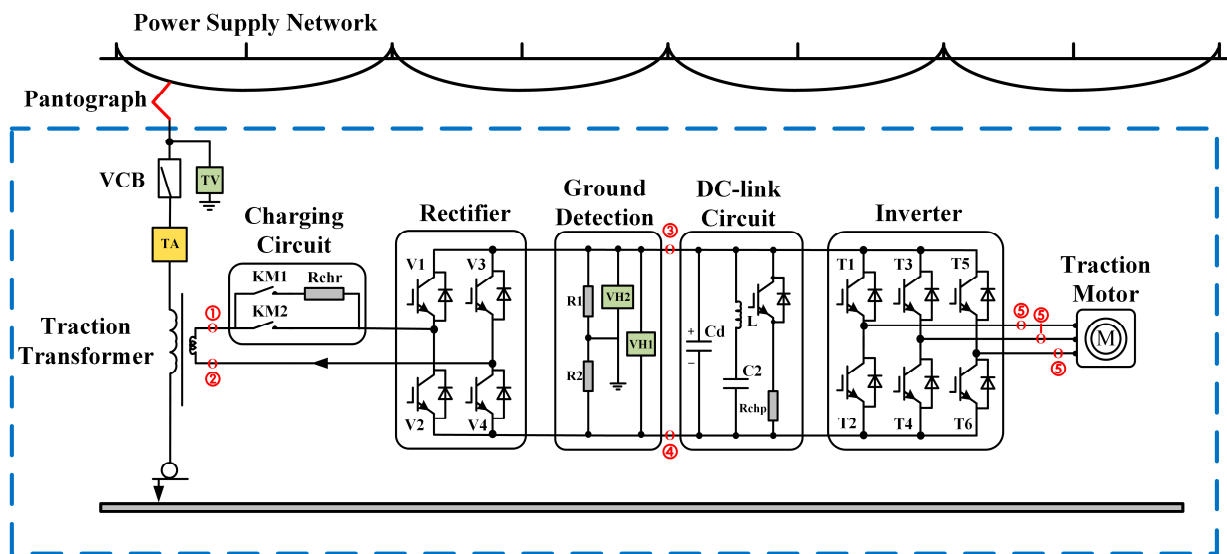 Power Supply Network
Pantograph
VCB
TV
TA
Traction
Transformer
①
②
Charging
Circuit
KM1
Rchr
KM2
Rectifier
V1
V3
V2
V4
Ground
Detection
R1
VH2
VH1
R2
③
④
DC-link
Circuit
+
Cd
−
L
C2
Rchp
Inverter
T1
T3
T5
T2
T4
T6
⑤
⑤
⑤
Traction
Motor
M